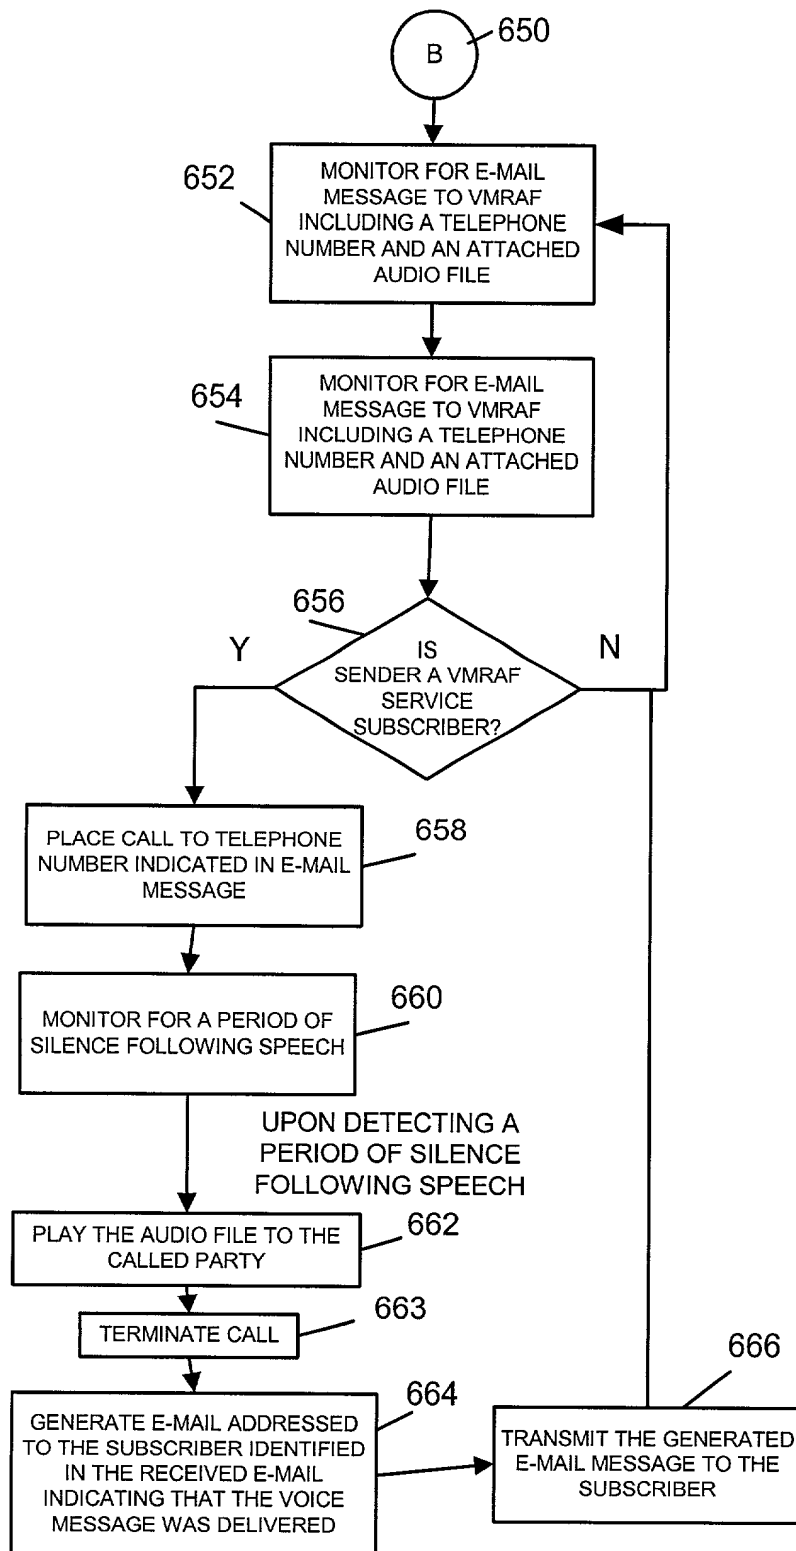 B
650
652
MONITOR FOR E-MAIL
MESSAGE TO VMRAF
INCLUDING A TELEPHONE
NUMBER AND AN ATTACHED
AUDIO FILE
654
MONITOR FOR E-MAIL
MESSAGE TO VMRAF
INCLUDING A TELEPHONE
NUMBER AND AN ATTACHED
AUDIO FILE
656
Y
IS
SENDER A VMRAF
SERVICE
SUBSCRIBER?
N
PLACE CALL TO TELEPHONE
NUMBER INDICATED IN E-MAIL
MESSAGE
658
MONITOR FOR A PERIOD OF
SILENCE FOLLOWING SPEECH
660
UPON DETECTING A
PERIOD OF SILENCE
FOLLOWING SPEECH
PLAY THE AUDIO FILE TO THE
CALLED PARTY
662
TERMINATE CALL
663
GENERATE E-MAIL ADDRESSED
TO THE SUBSCRIBER IDENTIFIED
IN THE RECEIVED E-MAIL
INDICATING THAT THE VOICE
MESSAGE WAS DELIVERED
664
666
TRANSMIT THE GENERATED
E-MAIL MESSAGE TO THE
SUBSCRIBER